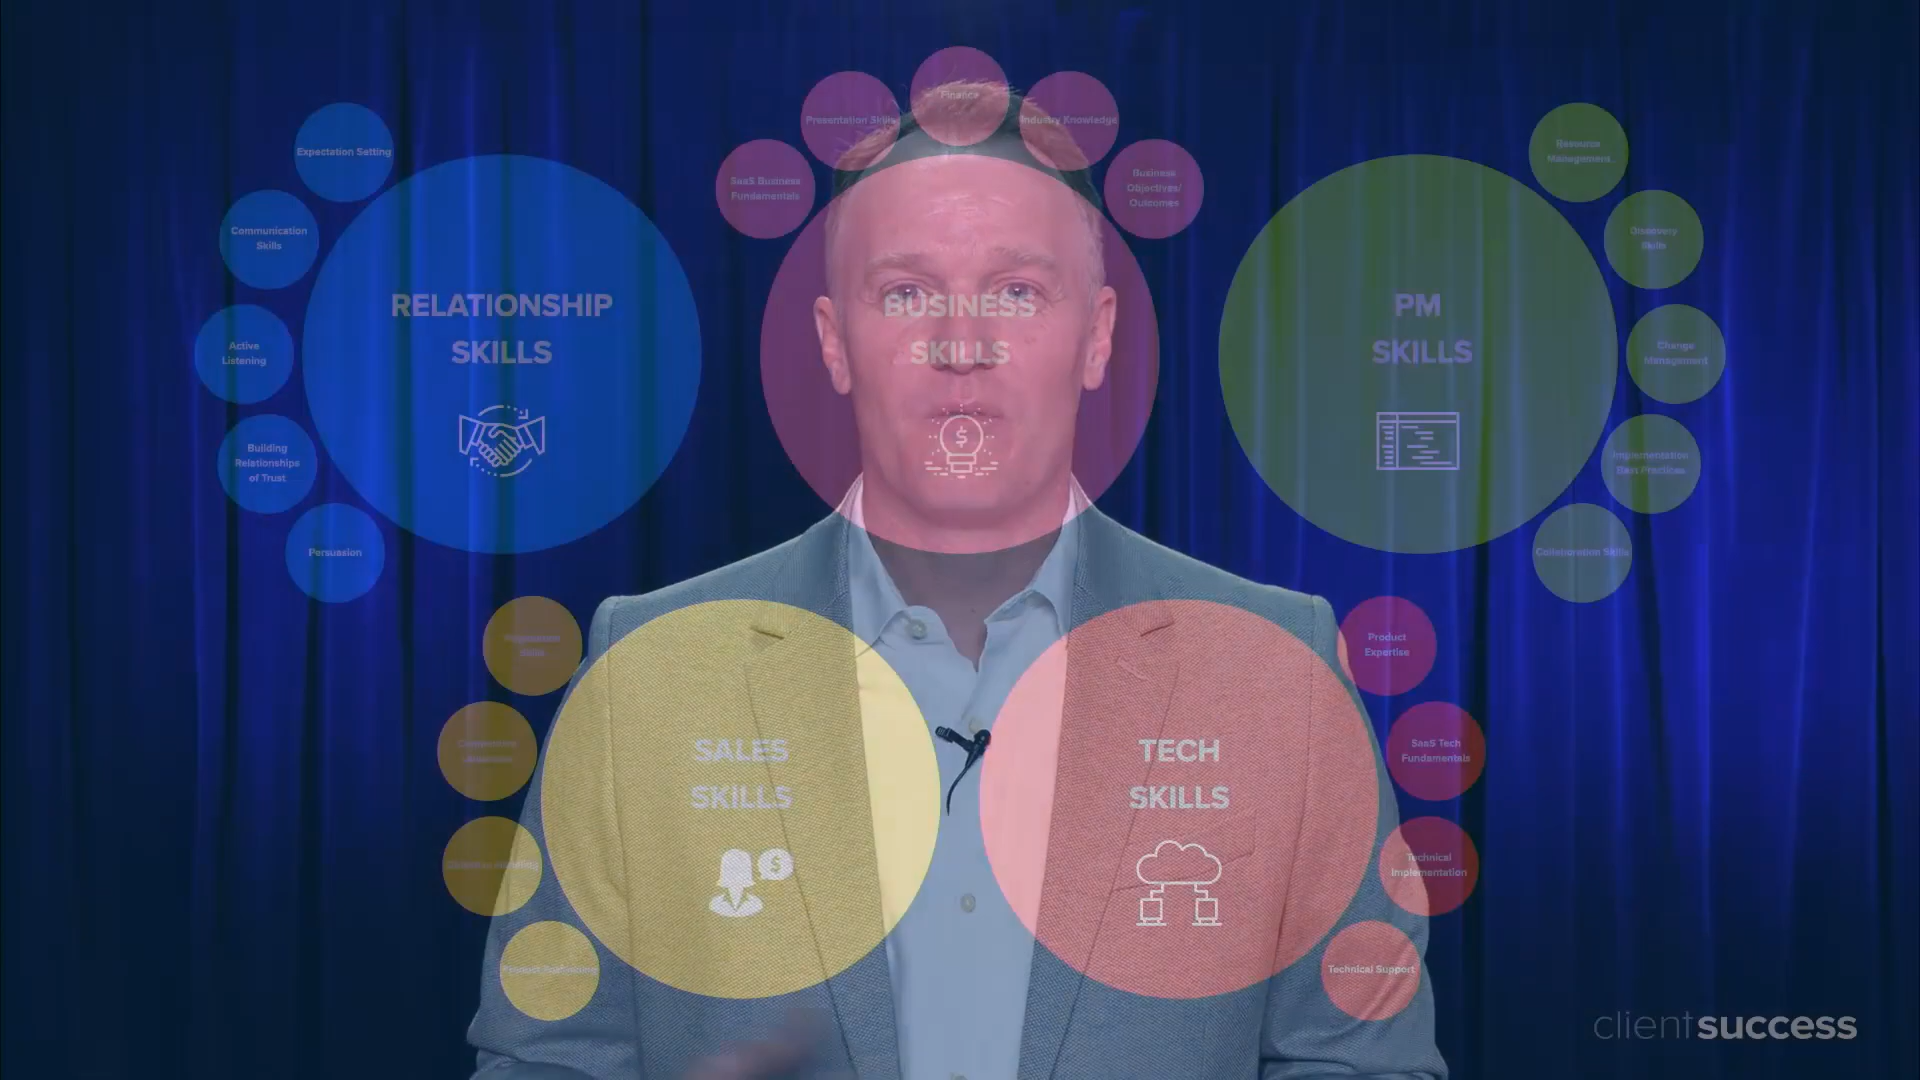 Expectation Setting
Communication
Skills
Active
Listening
Building
Relationships
of Trust
Persuasion
RELATIONSHIP
SKILLS
SaaS Business
Fundamentals
Presentation Skills
Finance
Industry Knowledge
Business
Objectives/
Outcomes
BUSINESS
SKILLS
Resource
Management
Discovery
Skills
Change
Management
Implementation
Best Practices
Collaboration Skills
PM
SKILLS
Skills
SALES
SKILLS
TECH
SKILLS
Product
Expertise
SaaS Tech
Fundamentals
Technical
Implementation
Technical Support
clientsuccess